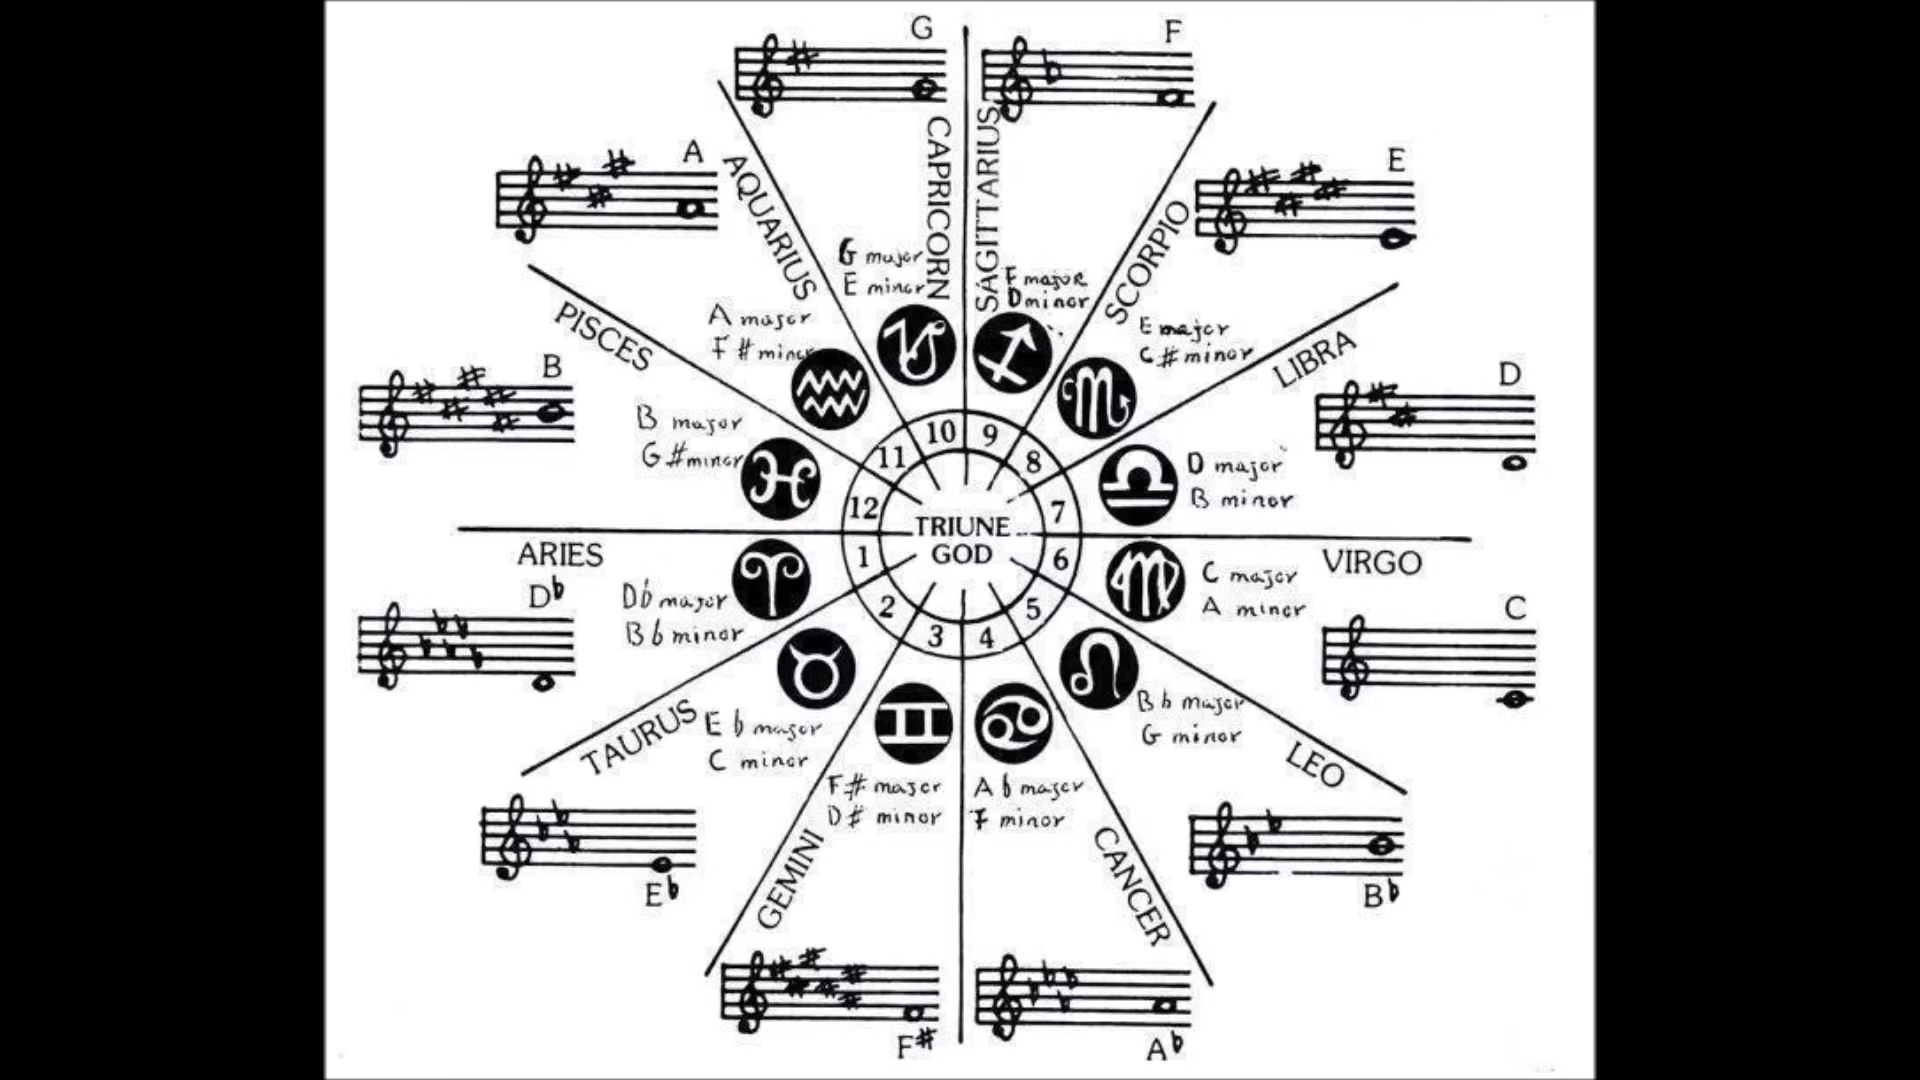 G
F
CAPRICORN
SAGITTARIUS
A
AQUARIUS
SCORPIO
E
G major
E minor
F major
D minor
PISCES
A major
F# minor
E major
C# minor
LIBRA
B
D
B major
G# minor
10
9
11
8
D major
B minor
12
7
TRIUNE
GOD
ARIES
1
6
VIRGO
D♭
D♭ major
B♭ minor
C major
A minor
C
2
5
3
4
TAURUS
E♭ major
C minor
B♭ major
G minor
LEO
F# major
D# minor
A♭ major
F minor
GEMINI
CANCER
E♭
B♭
F#
A♭